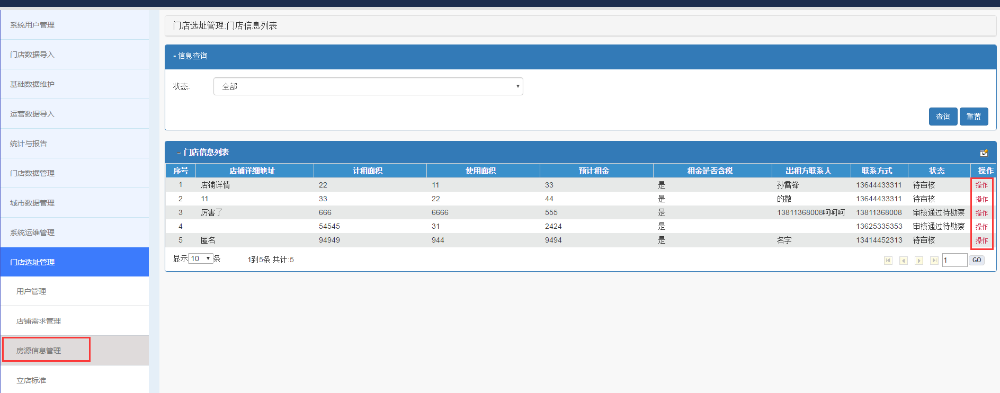 系统用户管理
门店数据导入
基础数据维护
运营数据导入
统计与报告
门店数据管理
城市数据管理
系统运维管理
门店选址管理
用户管理
店铺需求管理
房源信息管理
立店标准
门店选址管理:门店信息列表
- 信息查询
状态: 全部
查询 重置
– 门店信息列表
序号 店铺详细地址 计租面积 使用面积 预计租金 租金是否含税 出租方联系人 联系方式 状态 操作
1 店铺详情 22 11 33 是 孙雷锋 13644433311 待审核 操作
2 11 33 22 44 是 的撒 13644433311 待审核 操作
3 厉害了 666 6666 555 是 13811368008呵呵呵 13811368008 审核通过待勘察 操作
4 54545 31 2424 是 13625335353 审核通过待勘察 操作
5 匿名 94949 944 9494 是 名字 13414452313 待审核 操作
显示 10 条 1到5条 共计:5 1 GO